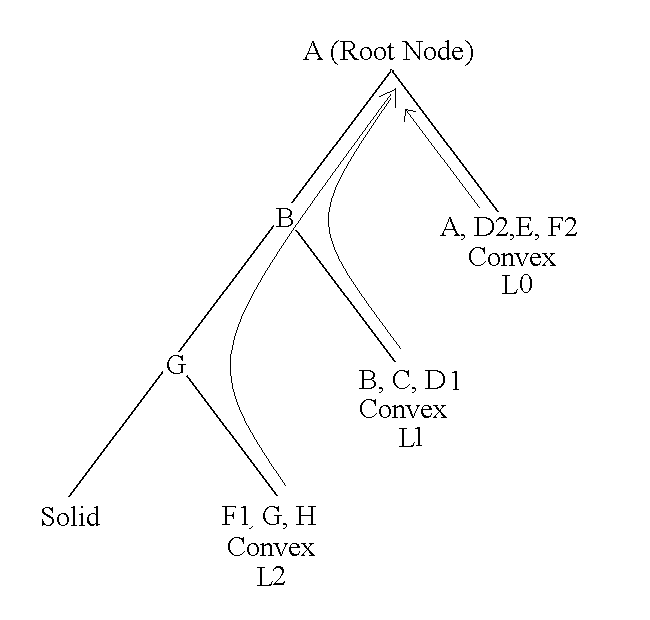 A (Root Node)
B
A, D2,E, F2
Convex
L0
G
B, C, D1
Convex
L1
Solid
F1, G, H
Convex
L2